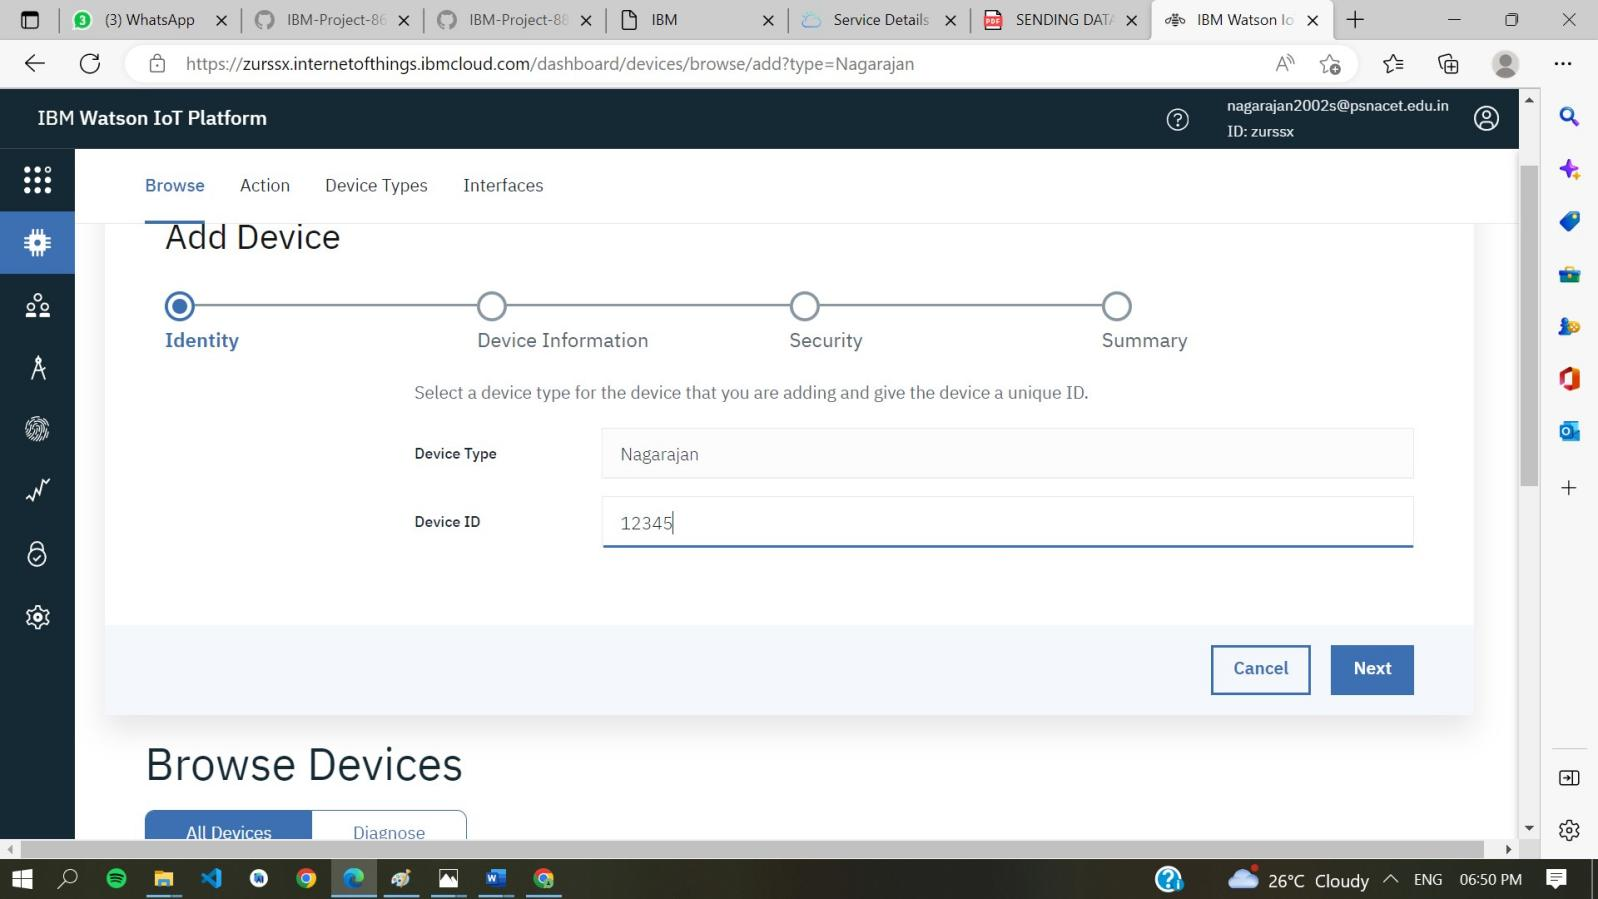 (3) WhatsApp
IBM-Project-86
IBM-Project-88
IBM
Service Details
SENDING DATA
IBM Watson Io
https://zurssx.internetofthings.ibmcloud.com/dashboard/devices/browse/add?type=Nagarajan
IBM Watson IoT Platform
nagarajan2002s@psnacet.edu.in
ID: zurssx
Browse Action Device Types Interfaces
Add Device
Identity Device Information Security Summary
Select a device type for the device that you are adding and give the device a unique ID.
Device Type Nagarajan
Device ID 12345
Cancel Next
Browse Devices
All Devices Diagnose
26°C Cloudy ENG 06:50 PM